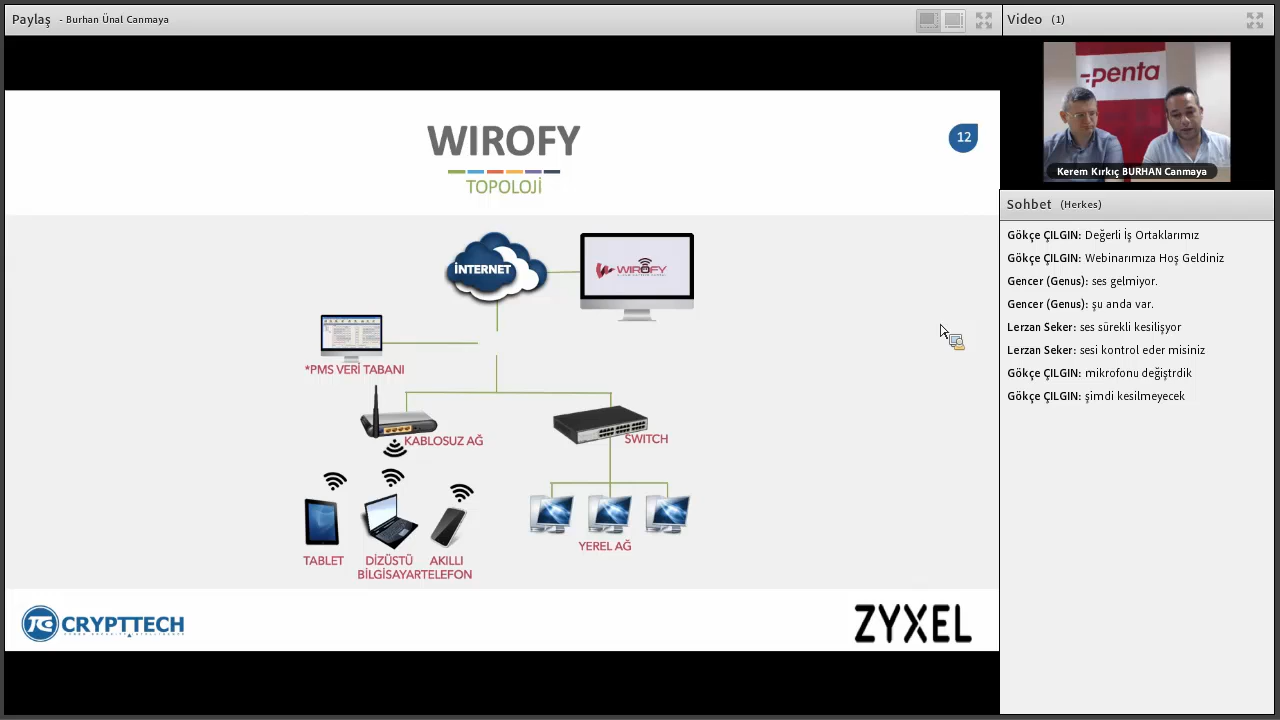 Paylaş - Burhan Ünal Canmaya
Video (1)
penta
Kerem Kırkıç BURHAN Canmaya
WIROFY
TOPOLOJİ
12
İNTERNET
WIROFY
*PMS VERİ TABANI
KABLOSUZ AĞ
SWITCH
TABLET
DİZÜSTÜ
BİLGİSAYAR
AKILLI
TELEFON
YEREL AĞ
CRYPTTECH
ZYXEL
Sohbet (Herkes)
Gökçe ÇILGIN: Değerli İş Ortaklarımız
Gökçe ÇILGIN: Webinarımıza Hoş Geldiniz
Gencer (Genus): ses gelmiyor.
Gencer (Genus): şu anda var.
Lerzan Seker: ses sürekli kesilişyor
Lerzan Seker: sesi kontrol eder misiniz
Gökçe ÇILGIN: mikrofonu değiştrdik
Gökçe ÇILGIN: şimdi kesilmeyecek